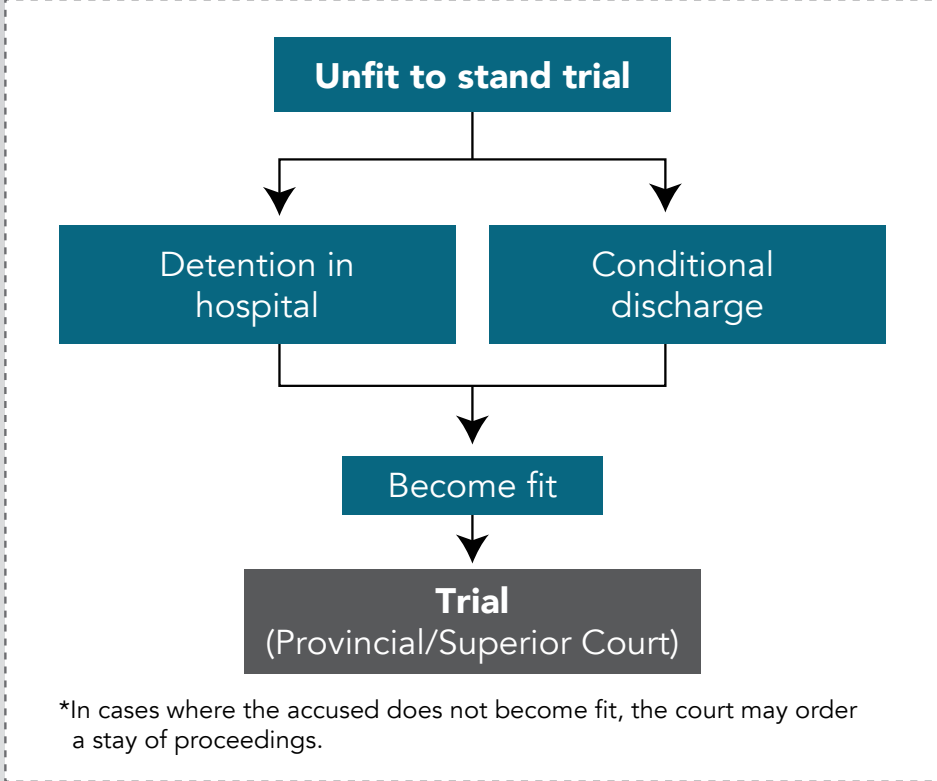 Unfit to stand trial
Detention in
hospital
Conditional
discharge
Become fit
Trial
(Provincial/Superior Court)
*In cases where the accused does not become fit, the court may order
a stay of proceedings.